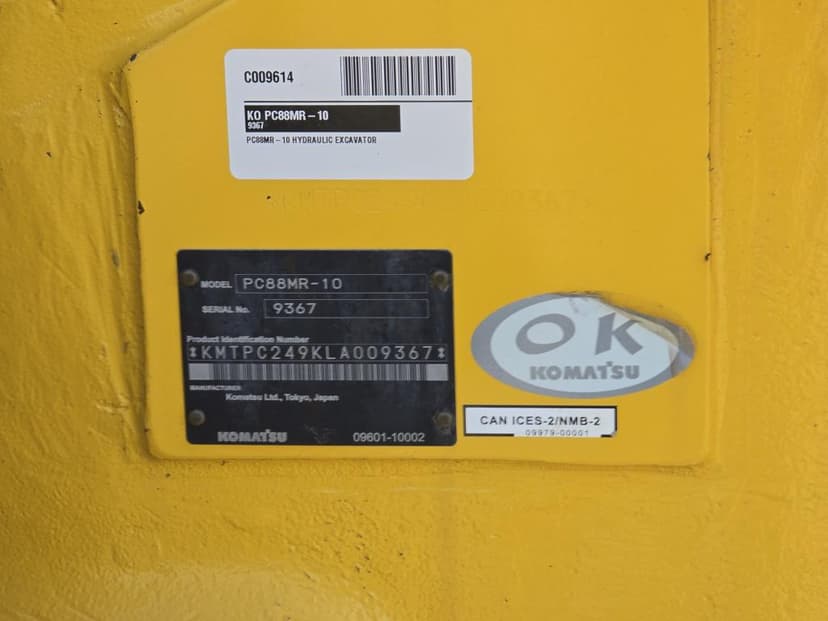 C009614
KO PC88MR-10
9367
PC88MR-10 HYDRAULIC EXCAVATOR
MODEL PC88MR-10
SERIAL No. 9367
Product Identification Number
*KMTPC249KLA009367*
MANUFACTURER
Komatsu Ltd., Tokyo, Japan
KOMATSU 09601-10002
OK
KOMATSU
CAN ICES-2/NMB-2
09979-00001